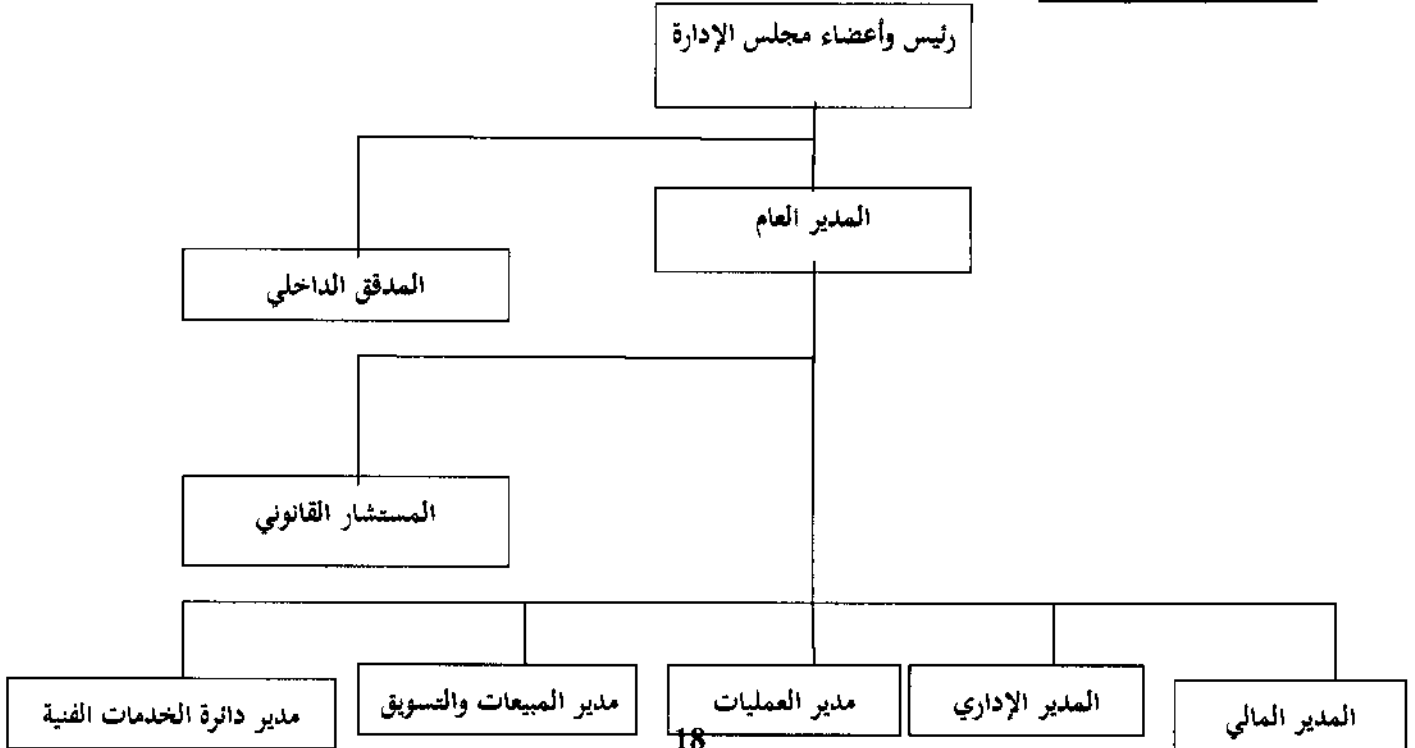 رئيس وأعضاء مجلس الإدارة
المدير العام
المدقق الداخلي
المستشار القانوني
المدير المالي
المدير الإداري
مدير العمليات
مدير المبيعات والتسويق
مدير دائرة الخدمات الفنية
18